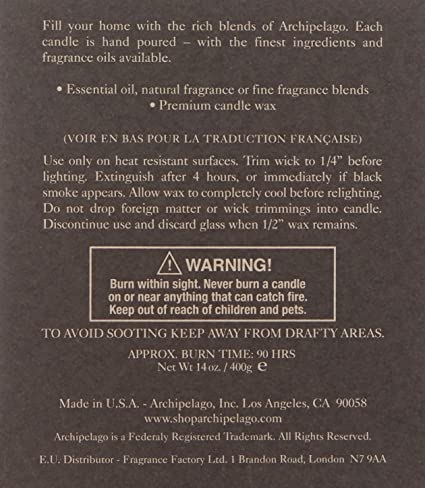 Fill your home with the rich blends of Archipelago. Each
candle is hand poured – with the finest ingredients and
fragrance oils available.
• Essential oil, natural fragrance or fine fragrance blends
• Premium candle wax
(VOIR EN BAS POUR LA TRADUCTION FRANÇAISE)
Use only on heat resistant surfaces. Trim wick to 1/4” before
lighting. Extinguish after 4 hours, or immediately if black
smoke appears. Allow wax to completely cool before relighting.
Do not drop foreign matter or wick trimmings into candle.
Discontinue use and discard glass when 1/2” wax remains.
WARNING!
Burn within sight. Never burn a candle
on or near anything that can catch fire.
Keep out of reach of children and pets.
TO AVOID SOOTING KEEP AWAY FROM DRAFTY AREAS.
APPROX. BURN TIME: 90 HRS
Net Wt 14oz. / 400g ℮
Made in U.S.A. - Archipelago, Inc. Los Angeles, CA 90058
www.shoparchipelago.com
Archipelago is a Federaly Registered Trademark. All Rights Reserved.
E.U. Distributor - Fragrance Factory Ltd. 1 Brandon Road, London N7 9AA